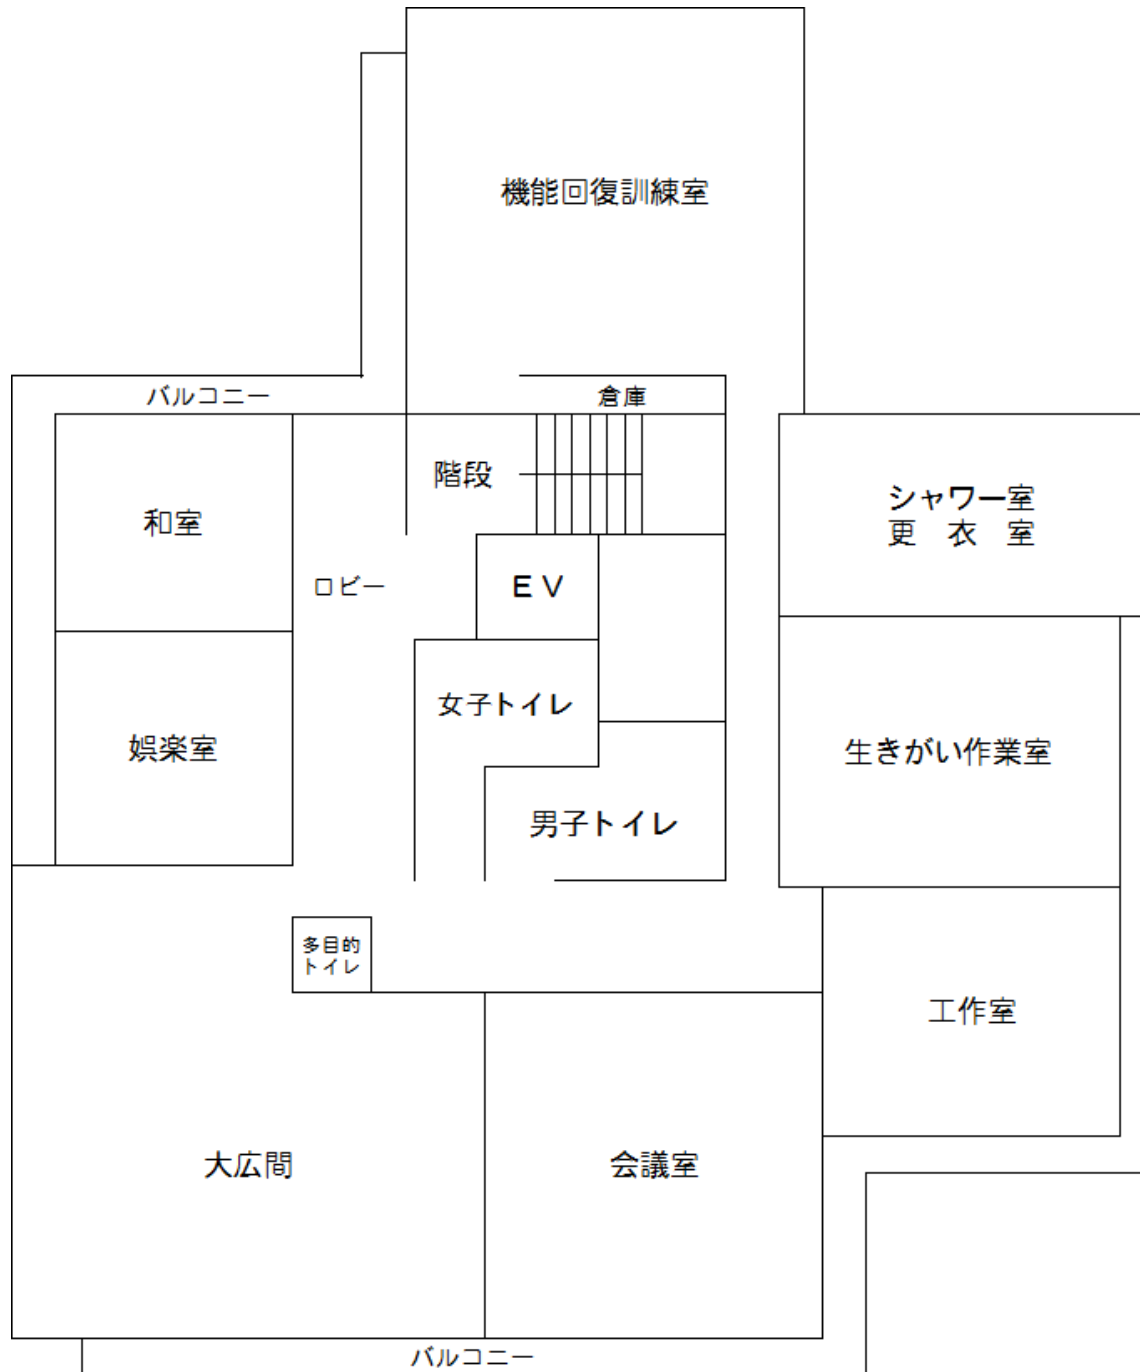 機能回復訓練室
バルコニー
倉庫
階段
シャワー室
更　衣　室
和室
ロビー
ＥＶ
女子トイレ
娯楽室
生きがい作業室
男子トイレ
多目的
トイレ
工作室
大広間
会議室
バルコニー